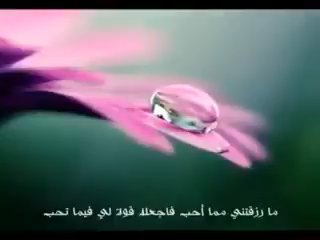 ما رزقتني مما أحب فاجعله قوة لي فيما تحب